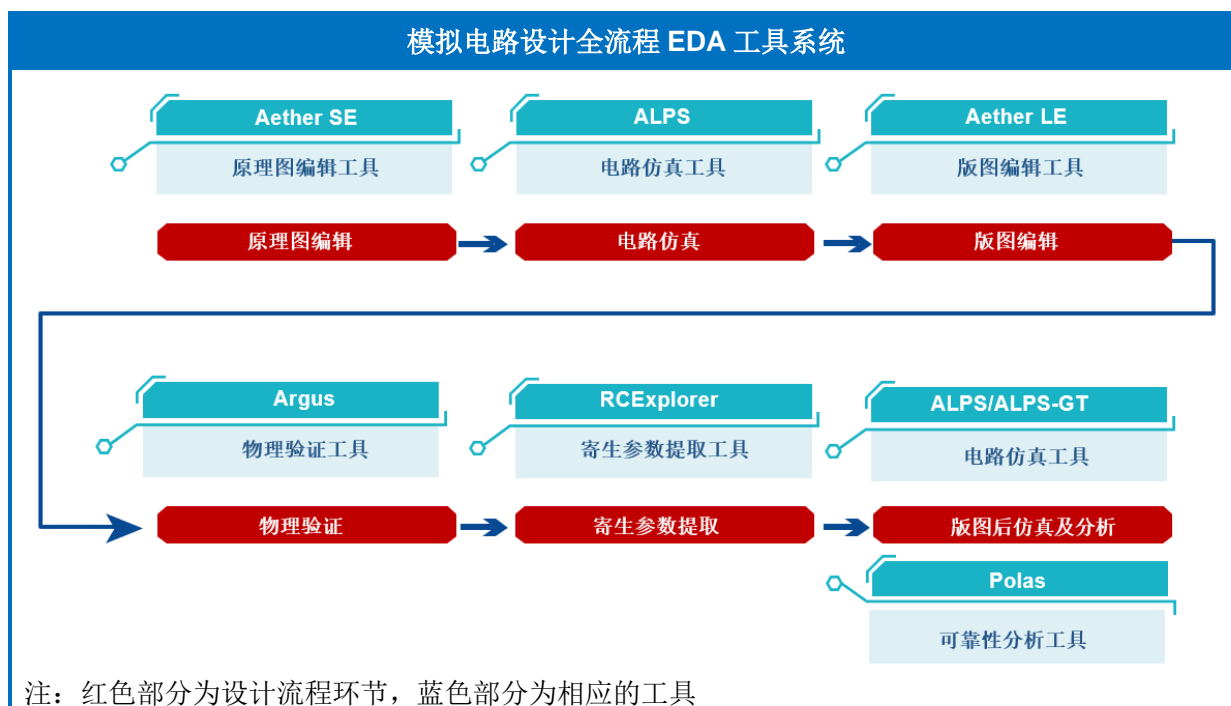 模拟电路设计全流程 EDA 工具系统
Aether SE
ALPS
Aether LE
原理图编辑工具
电路仿真工具
版图编辑工具
原理图编辑
电路仿真
版图编辑
Argus
RCExplorer
ALPS/ALPS-GT
物理验证工具
寄生参数提取工具
电路仿真工具
物理验证
寄生参数提取
版图后仿真及分析
Polas
可靠性分析工具
注：红色部分为设计流程环节，蓝色部分为相应的工具